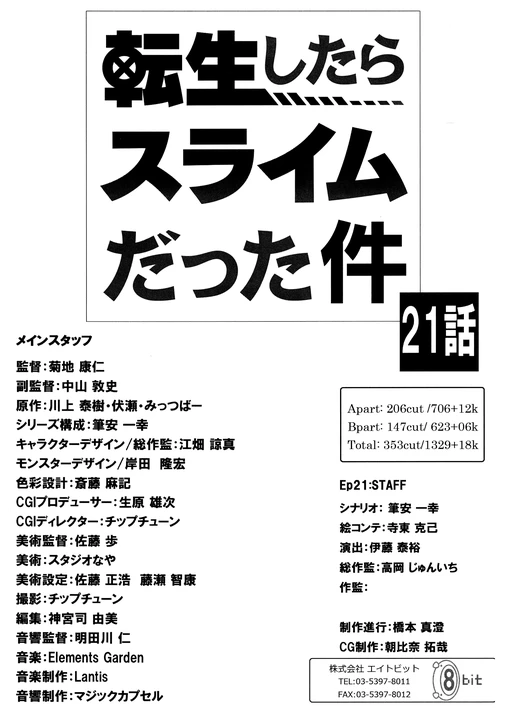 転生したら
スライム
だった件
21話
メインスタッフ
監督:菊地 康仁
副監督:中山 敦史
原作:川上 泰樹・伏瀬・みっつばー
シリーズ構成:筆安 一幸
キャラクターデザイン/総作監:江畑 諒真
モンスターデザイン/岸田 隆宏
色彩設計:斎藤 麻記
CGIプロデューサー:生原 雄次
CGIディレクター:チップチューン
美術監督:佐藤 歩
美術:スタジオなや
美術設定:佐藤 正浩 藤瀬 智康
撮影:チップチューン
編集:神宮司 由美
音響監督:明田川 仁
音楽:Elements Garden
音楽制作:Lantis
音響制作:マジックカプセル
Apart: 206cut /706+12k
Bpart: 147cut/ 623+06k
Total: 353cut/1329+18k
Ep21:STAFF
シナリオ: 筆安 一幸
絵コンテ:寺東 克己
演出:伊藤 泰裕
総作監:高岡 じゅんいち
作監:
制作進行:橋本 真澄
CG制作:朝比奈 拓哉
株式会社 エイトビット
TEL:03-5397-8011
FAX:03-5397-8012
8bit